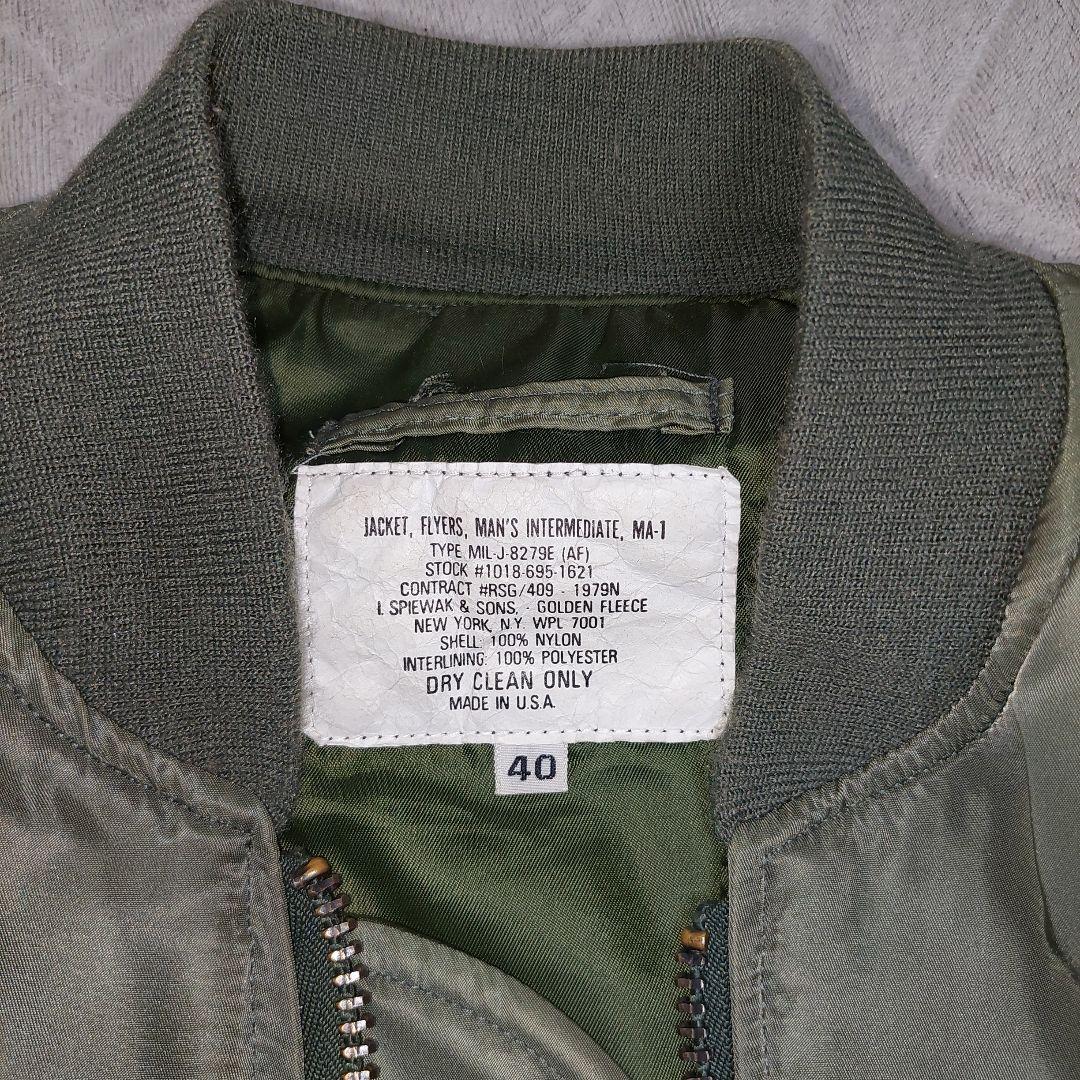 JACKET, FLYERS, MAN'S INTERMEDIATE, MA-1
TYPE MIL-J-8279E (AF)
STOCK #1018-695-1621
CONTRACT #RSG/409 - 1979N
I. SPIEWAK & SONS, - GOLDEN FLEECE
NEW YORK, N.Y. WPL 7001
SHELL: 100% NYLON
INTERLINING: 100% POLYESTER
DRY CLEAN ONLY
MADE IN U.S.A.
40